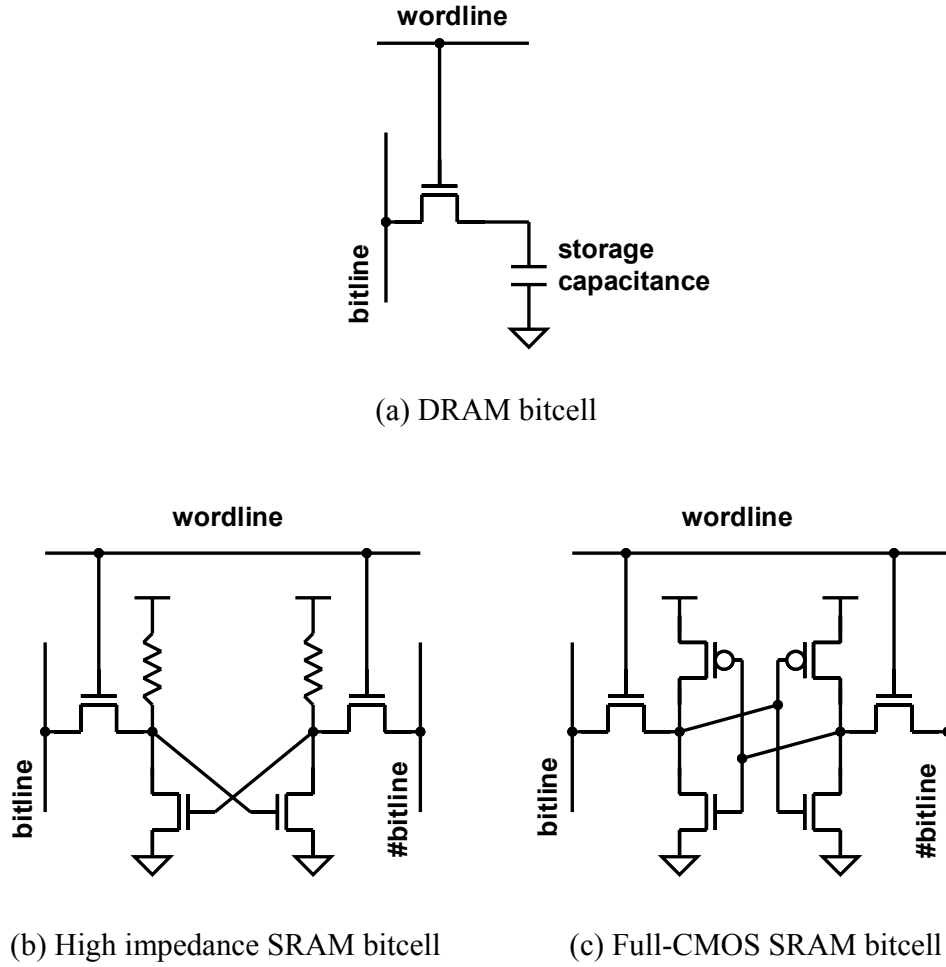 wordline
bitline
storage
capacitance
(a) DRAM bitcell
wordline
bitline
#bitline
(b) High impedance SRAM bitcell
wordline
bitline
#bitline
(c) Full-CMOS SRAM bitcell